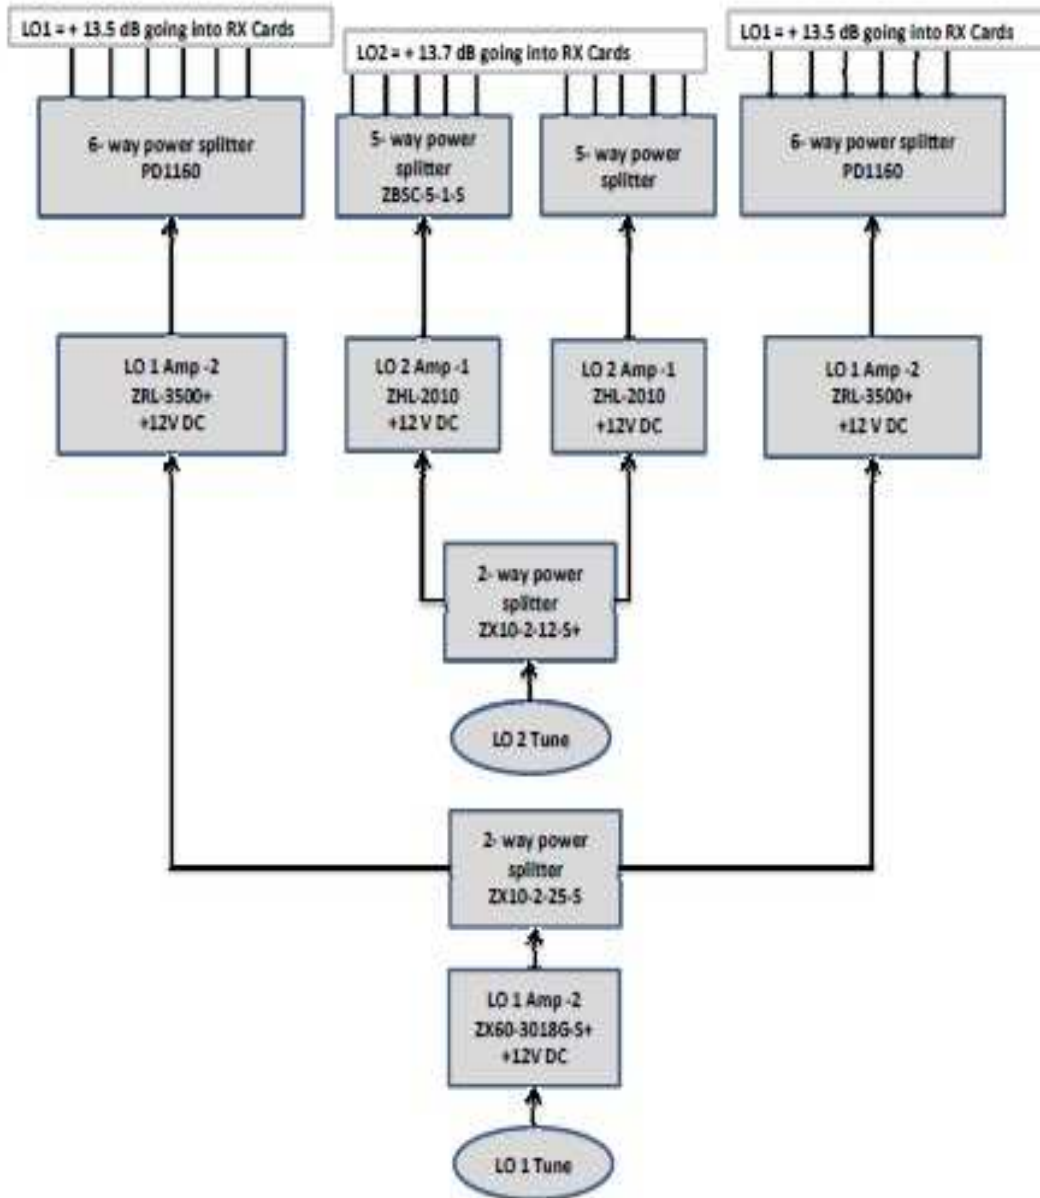 LO1 = + 13.5 dB going into RX Cards
LO2 = + 13.7 dB going into RX Cards
LO1 = + 13.5 dB going into RX Cards
6- way power splitter
PD1160
5- way power
splitter
ZBSC-5-1-S
5- way power
splitter
6- way power splitter
PD1160
LO 1 Amp -2
ZRL-3500+
+12V DC
LO 2 Amp -1
ZHL-2010
+12 V DC
LO 2 Amp -1
ZHL-2010
+12V DC
LO 1 Amp -2
ZRL-3500+
+12 V DC
2- way power
splitter
ZX10-2-12-S+
LO 2 Tune
2- way power
splitter
ZX10-2-25-S
LO 1 Amp -2
ZX60-3018G-S+
+12V DC
LO 1 Tune